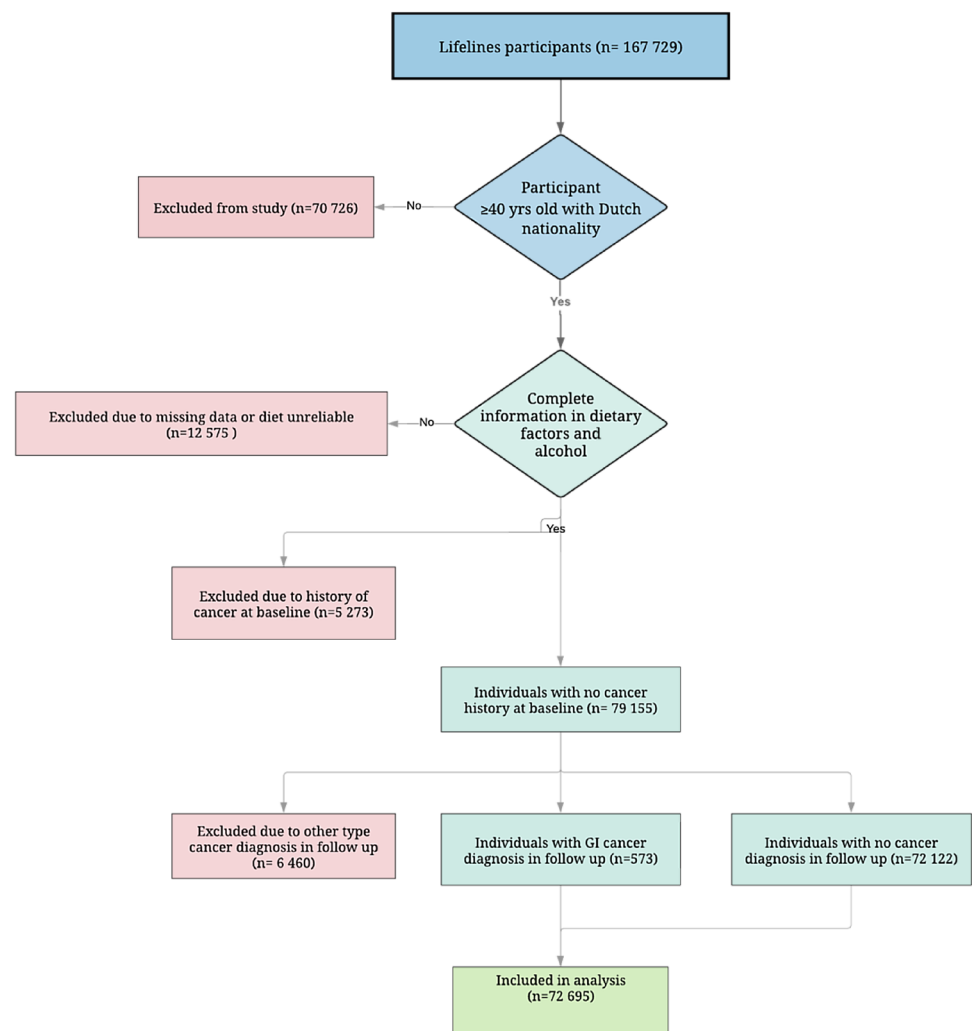 Lifelines participants (n= 167 729)
Participant
≥40 yrs old with Dutch
nationality
No
Excluded from study (n=70 726)
Yes
Complete
information in dietary
factors and
alcohol
No
Excluded due to missing data or diet unreliable
(n=12 575 )
Yes
Excluded due to history of
cancer at baseline (n=5 273)
Individuals with no cancer
history at baseline (n= 79 155)
Excluded due to other type
cancer diagnosis in follow up
(n= 6 460)
Individuals with GI cancer
diagnosis in follow up (n=573)
Individuals with no cancer
diagnosis in follow up (n=72 122)
Included in analysis
(n=72 695)